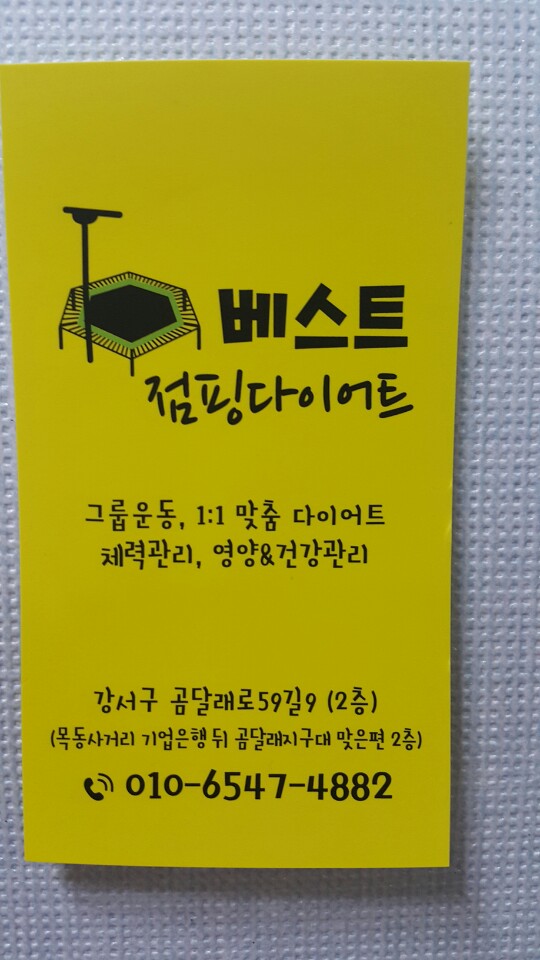 베스트
점핑다이어트
그룹운동, 1:1 맞춤 다이어트
체력관리, 영양&건강관리
강서구 곰달래로59길9 (2층)
(목동사거리 기업은행 뒤 곰달래지구대 맞은편 2층)
010-6547-4882